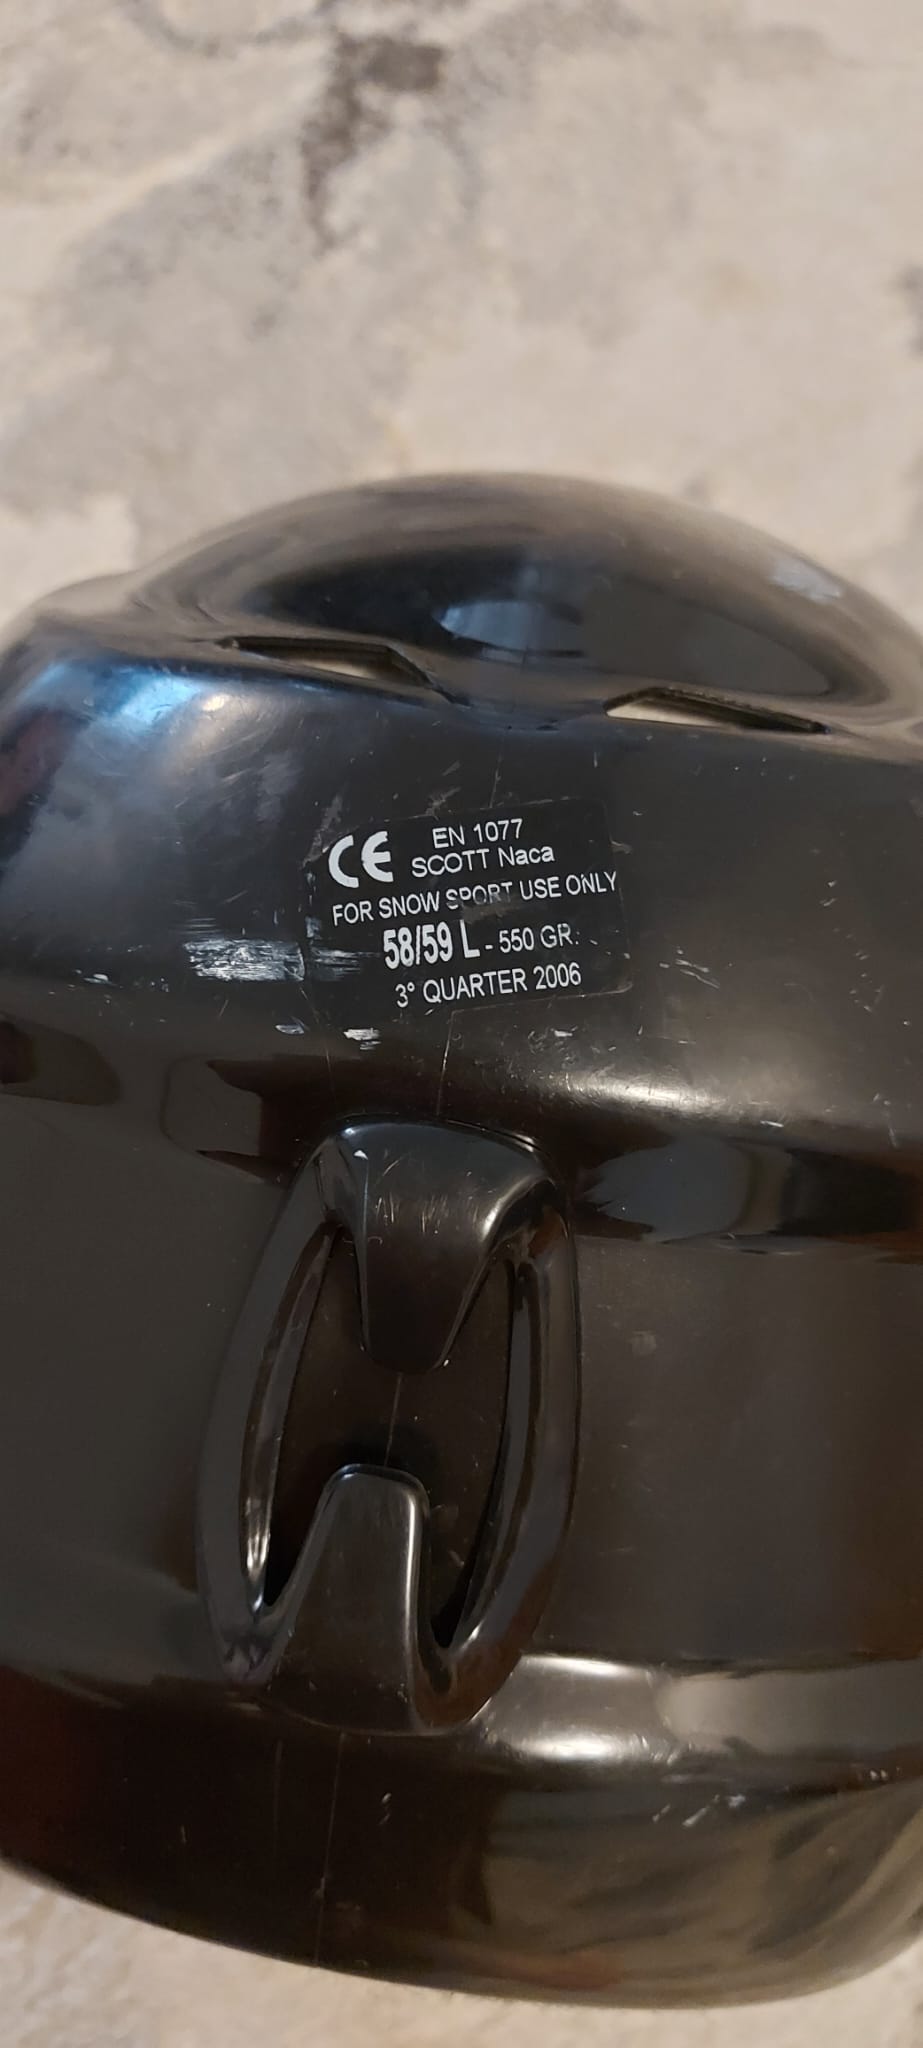 CE EN 1077
SCOTT Naca
FOR SNOW SPORT USE ONLY
58/59 L - 550 GR.
3° QUARTER 2006